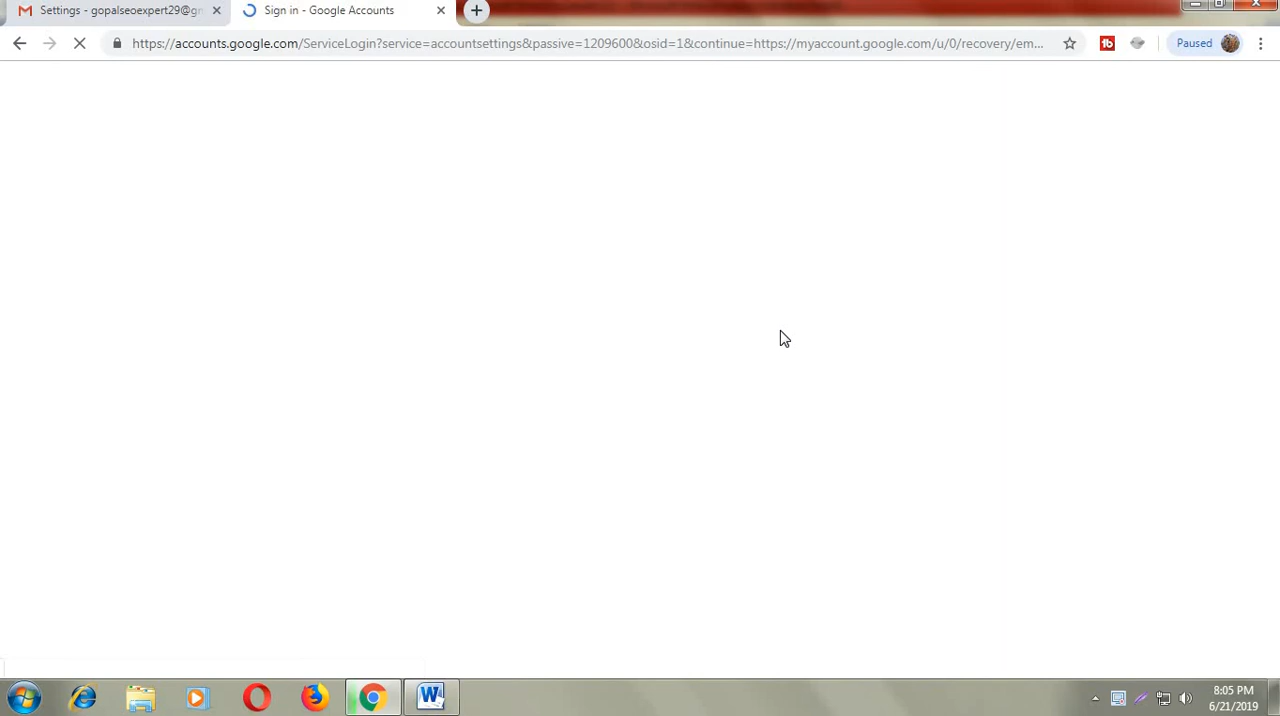 Settings - gopalseoexpert29@gm
Sign in - Google Accounts
https://accounts.google.com/ServiceLogin?service=accountsettings&passive=1209600&osid=1&continue=https://myaccount.google.com/u/0/recovery/em...
Paused
8:05 PM
6/21/2019